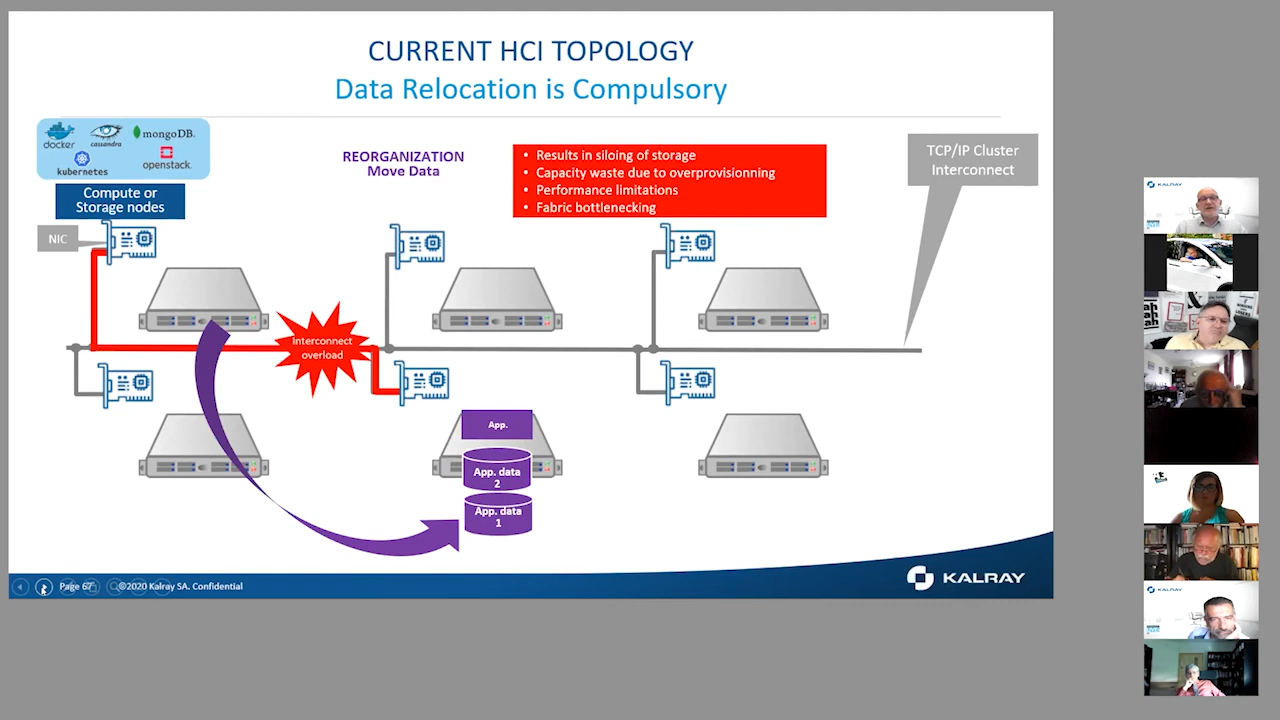 CURRENT HCI TOPOLOGY
Data Relocation is Compulsory
docker
cassandra
mongoDB.
kubernetes
openstack.
Compute or
Storage nodes
NIC
REORGANIZATION
Move Data
• Results in siloing of storage
• Capacity waste due to overprovisionning
• Performance limitations
• Fabric bottlenecking
TCP/IP Cluster
Interconnect
Interconnect
overload
App.
App. data
2
App. data
1
Page 67
©2020 Kalray SA. Confidential
KALRAY
KALRAY
KALRAY